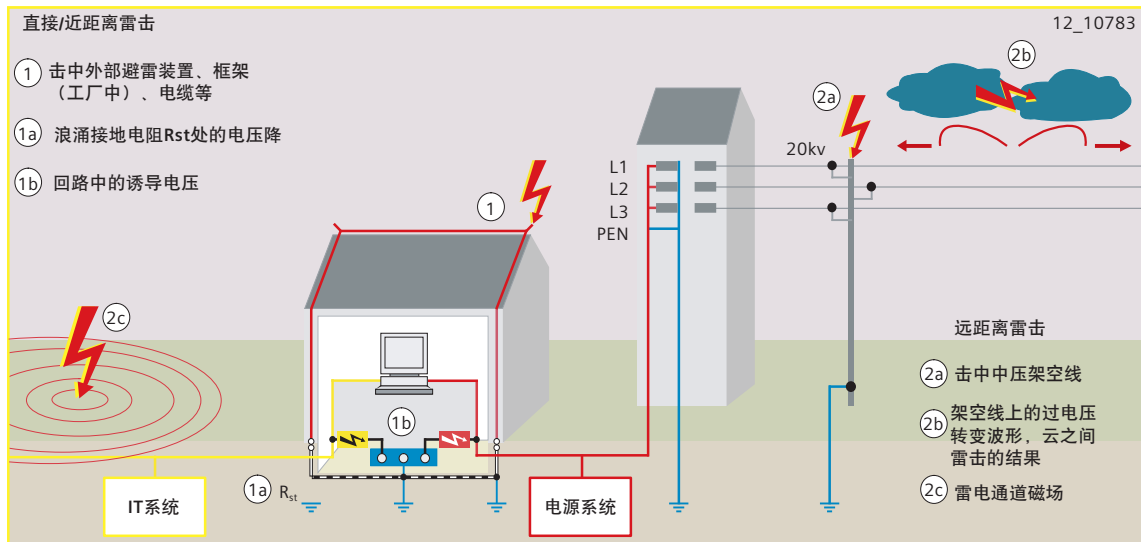 直接/近距离雷击
12_10783
1 击中外部避雷装置、框架
（工厂中）、电缆等
1a 浪涌接地电阻Rst处的电压降
1b 回路中的诱导电压
2a
2b
20kv
L1
L2
L3
PEN
1
2c
1b
1a Rst
IT系统
电源系统
远距离雷击
2a 击中中压架空线
2b 架空线上的过电压
转变波形，云之间
雷击的结果
2c 雷电通道磁场